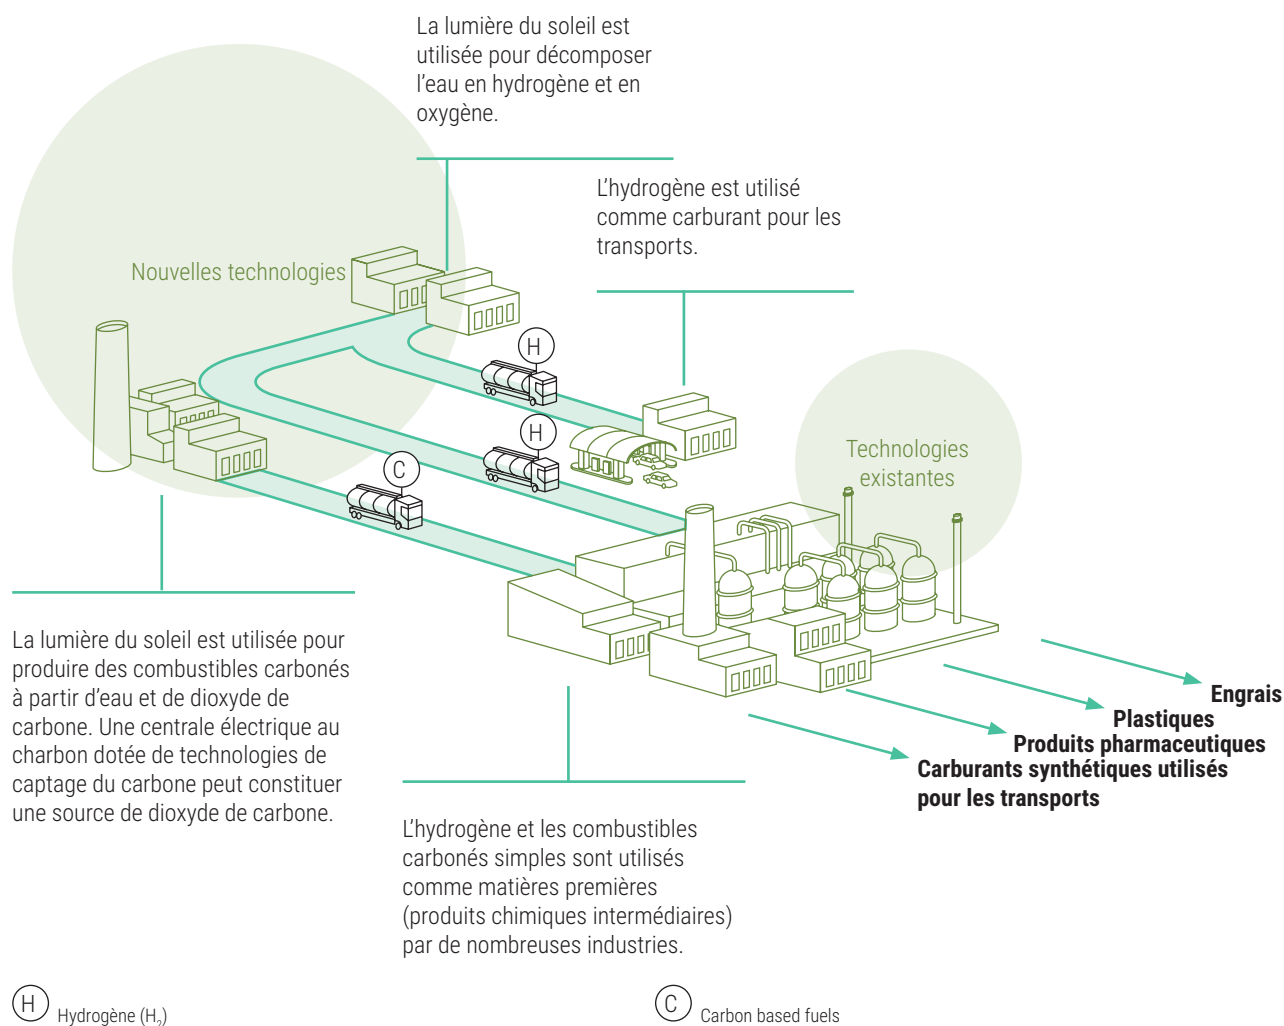 La lumière du soleil est
utilisée pour décomposer
l’eau en hydrogène et en
oxygène.
L’hydrogène est utilisé
comme carburant pour les
transports.
Nouvelles technologies
H
H
C
Technologies
existantes
La lumière du soleil est utilisée pour
produire des combustibles carbonés
à partir d’eau et de dioxyde de
carbone. Une centrale électrique au
charbon dotée de technologies de
captage du carbone peut constituer
une source de dioxyde de carbone.
Engrais
Plastiques
Produits pharmaceutiques
Carburants synthétiques utilisés
pour les transports
L’hydrogène et les combustibles
carbonés simples sont utilisés
comme matières premières
(produits chimiques intermédiaires)
par de nombreuses industries.
H Hydrogène (H₂)
C Carbon based fuels